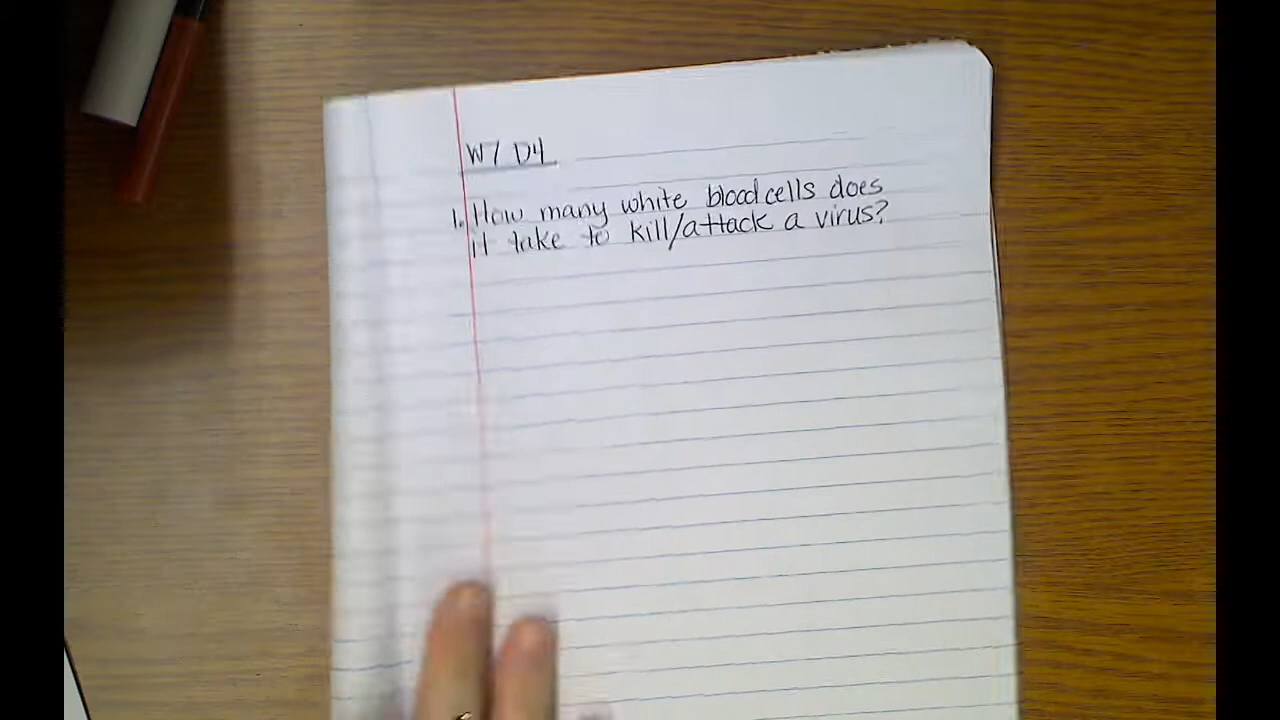 W7 D4
1. How many white blood cells does
it take to kill/attack a virus?